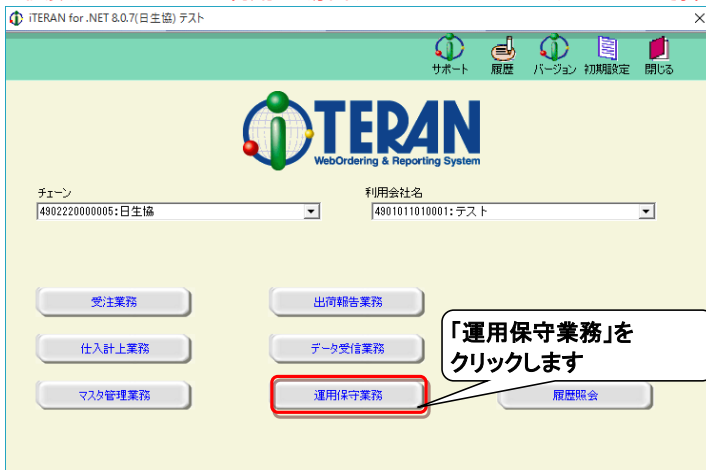 iTERAN for .NET 8.0.7(日生協) テスト
サポート 履歴 バージョン 初期設定 閉じる
iTERAN
WebOrdering & Reporting System
チェーン 利用会社名
4902220000005:日生協 4901011010001:テスト
受注業務 出荷報告業務
仕入計上業務 データ受信業務
「運用保守業務」を
クリックします
マスタ管理業務 運用保守業務 履歴照会